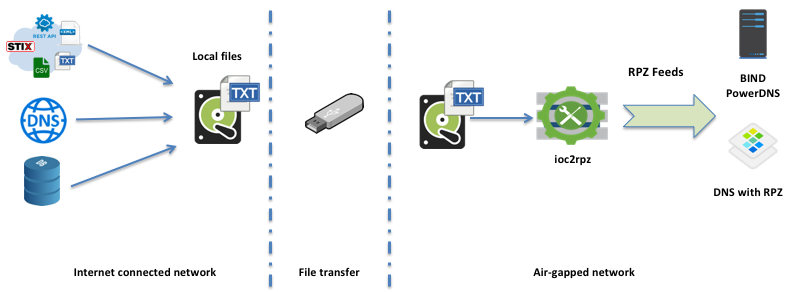 REST API
XML
STIX
CSV
TXT
Local files
TXT
DNS
TXT
ioc2rpz
RPZ Feeds
BIND
PowerDNS
DNS with RPZ
Internet connected network
File transfer
Air-gapped network